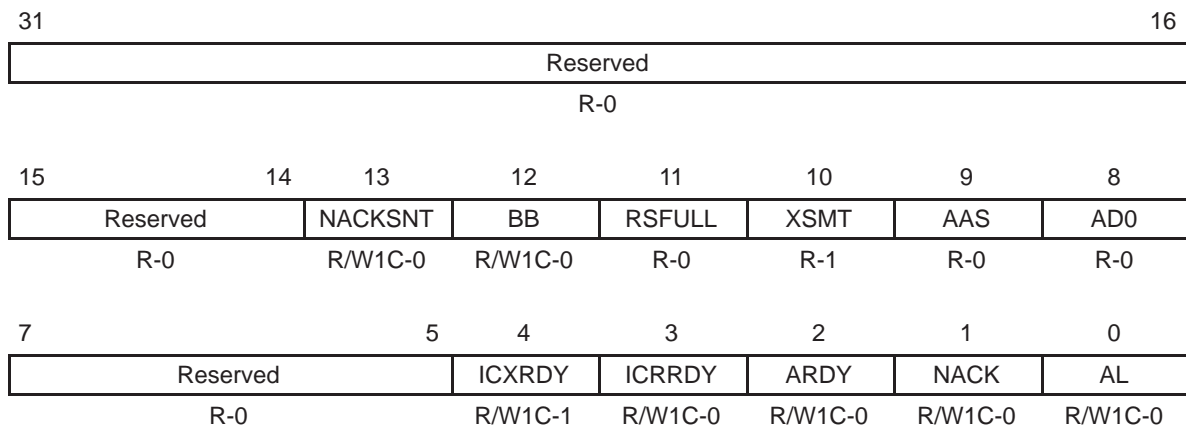 31 16
Reserved
R-0
15 14 13 12 11 10 9 8
Reserved NACKSNT BB RSFULL XSMT AAS AD0
R-0 R/W1C-0 R/W1C-0 R-0 R-1 R-0 R-0
7 5 4 3 2 1 0
Reserved ICXRDY ICRRDY ARDY NACK AL
R-0 R/W1C-1 R/W1C-0 R/W1C-0 R/W1C-0 R/W1C-0